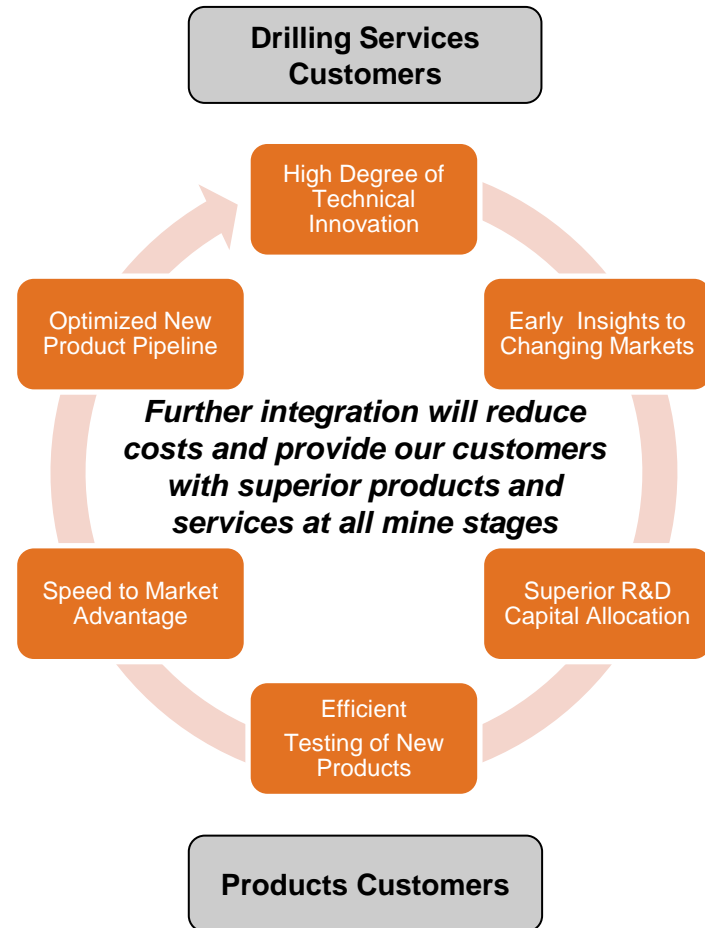 Drilling Services
Customers
High Degree of
Technical
Innovation
Optimized New
Product Pipeline
Early  Insights to
Changing Markets
Further integration will reduce
costs and provide our customers
with superior products and
services at all mine stages
Speed to Market
Advantage
Superior R&D
Capital Allocation
Efficient
Testing of New
Products
Products Customers